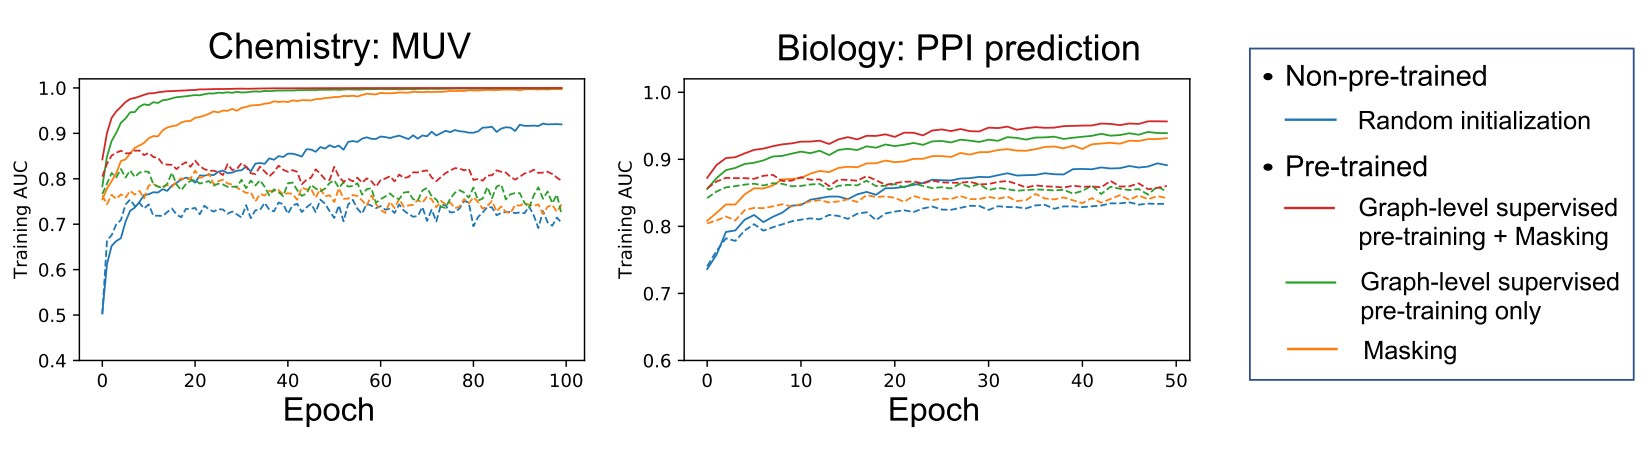 Chemistry: MUV
1.0
0.9
0.8
0.7
0.6
0.5
0.4
Training AUC
0 20 40 60 80 100
Epoch
Biology: PPI prediction
1.0
0.9
0.8
0.7
0.6
Training AUC
0 10 20 30 40 50
Epoch
• Non-pre-trained
Random initialization
• Pre-trained
Graph-level supervised
pre-training + Masking
Graph-level supervised
pre-training only
Masking